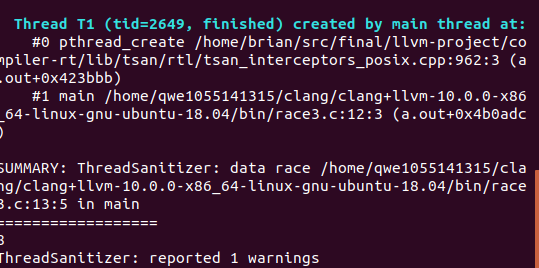 Thread T1 (tid=2649, finished) created by main thread at:
#0 pthread_create /home/brian/src/final/llvm-project/co
mpiler-rt/lib/tsan/rtl/tsan_interceptors_posix.cpp:962:3 (a
.out+0x423bbb)
#1 main /home/qwe1055141315/clang/clang+llvm-10.0.0-x86
_64-linux-gnu-ubuntu-18.04/bin/race3.c:12:3 (a.out+0x4b0adc
)
SUMMARY: ThreadSanitizer: data race /home/qwe1055141315/cla
ng/clang+llvm-10.0.0-x86_64-linux-gnu-ubuntu-18.04/bin/race
3.c:13:5 in main
==================
3
ThreadSanitizer: reported 1 warnings